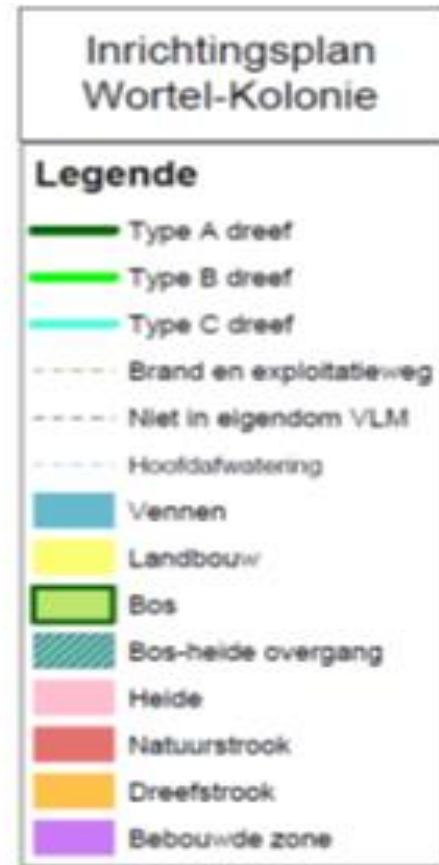 Inrichtingsplan
Wortel-Kolonie
Legende
Type A dreef
Type B dreef
Type C dreef
Brand en exploitatieweg
Niet in eigendom VLM
Hoofdafwatering
Vennen
Landbouw
Bos
Bos-heide overgang
Heide
Natuurstrook
Dreefstrook
Bebouwde zone